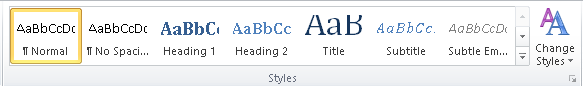 AaBbCcDc AaBbCcDc AaBbCc AaBbCc AaB AaBbCc. AaBbCcDc
¶ Normal ¶ No Spaci... Heading 1 Heading 2 Title Subtitle Subtle Em...
Change
Styles
Styles